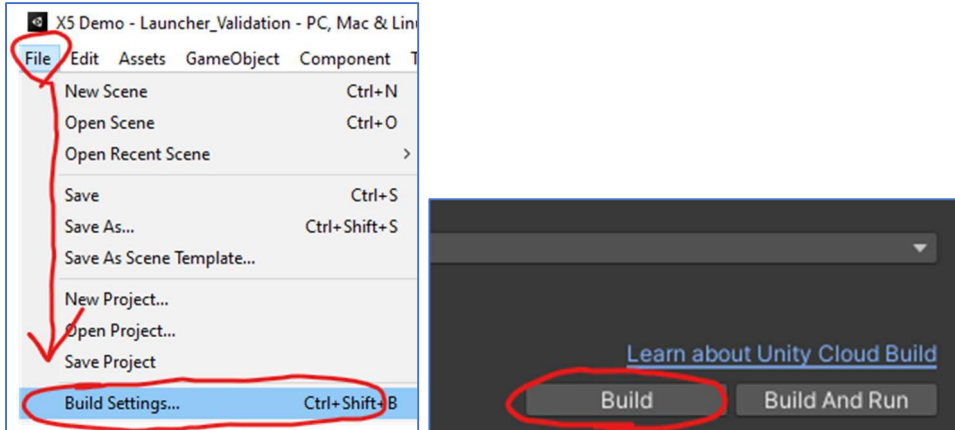 X5 Demo - Launcher_Validation - PC, Mac &
File Edit Assets GameObject Component
New Scene Ctrl+N
Open Scene Ctrl+O
Open Recent Scene >
Save Ctrl+S
Save As... Ctrl+Shift+S
Save As Scene Template...
New Project...
Open Project...
Save Project
Build Settings... Ctrl+Shift+B
Learn about Unity Cloud Build
Build Build And Run